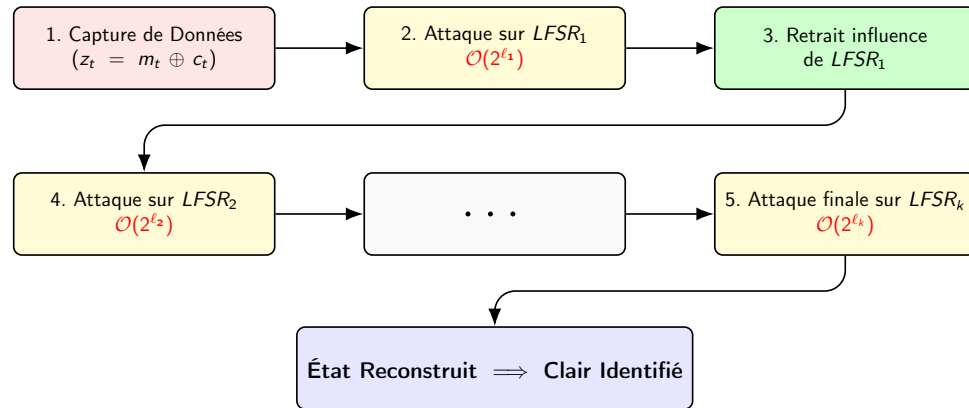 1. Capture de Données
(z_t = m_t ⊕ c_t)
2. Attaque sur LFSR_1
𝒪(2^{ℓ_1})
3. Retrait influence
de LFSR_1
4. Attaque sur LFSR_2
𝒪(2^{ℓ_2})
· · ·
5. Attaque finale sur LFSR_k
𝒪(2^{ℓ_k})
État Reconstruit ⟹ Clair Identifié